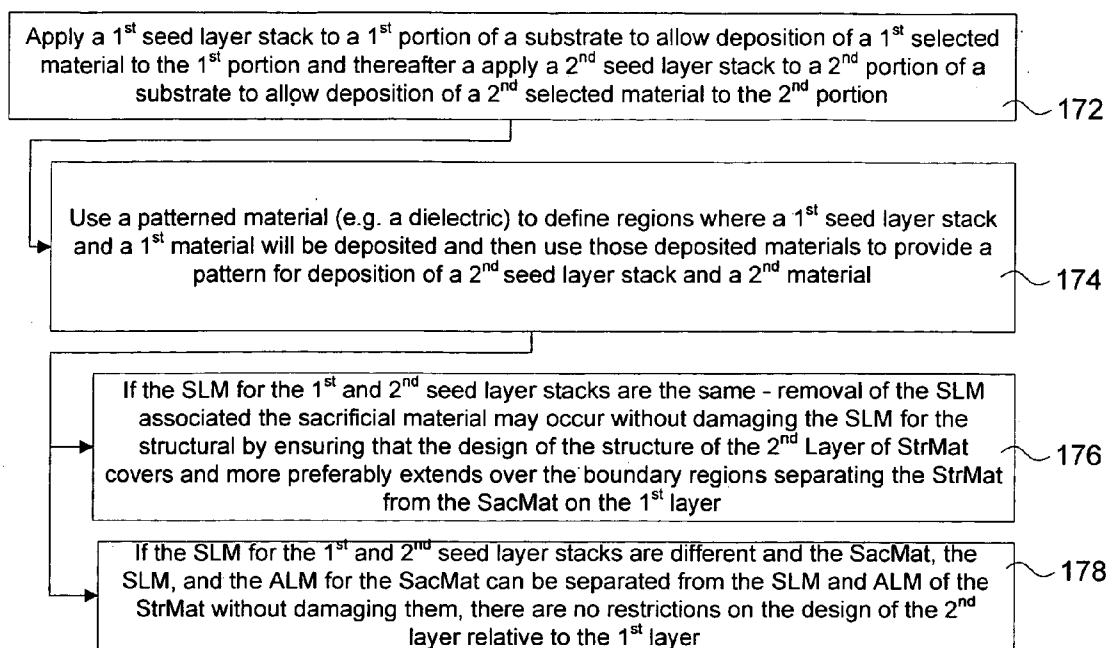 Apply a 1st seed layer stack to a 1st portion of a substrate to allow deposition of a 1st selected
material to the 1st portion and thereafter a apply a 2nd seed layer stack to a 2nd portion of a
substrate to allow deposition of a 2nd selected material to the 2nd portion
172
Use a patterned material (e.g. a dielectric) to define regions where a 1st seed layer stack
and a 1st material will be deposited and then use those deposited materials to provide a
pattern for deposition of a 2nd seed layer stack and a 2nd material
174
If the SLM for the 1st and 2nd seed layer stacks are the same - removal of the SLM
associated the sacrificial material may occur without damaging the SLM for the
structural by ensuring that the design of the structure of the 2nd Layer of StrMat
covers and more preferably extends over the boundary regions separating the StrMat
from the SacMat on the 1st layer
176
If the SLM for the 1st and 2nd seed layer stacks are different and the SacMat, the
SLM, and the ALM for the SacMat can be separated from the SLM and ALM of the
StrMat without damaging them, there are no restrictions on the design of the 2nd
layer relative to the 1st layer
178